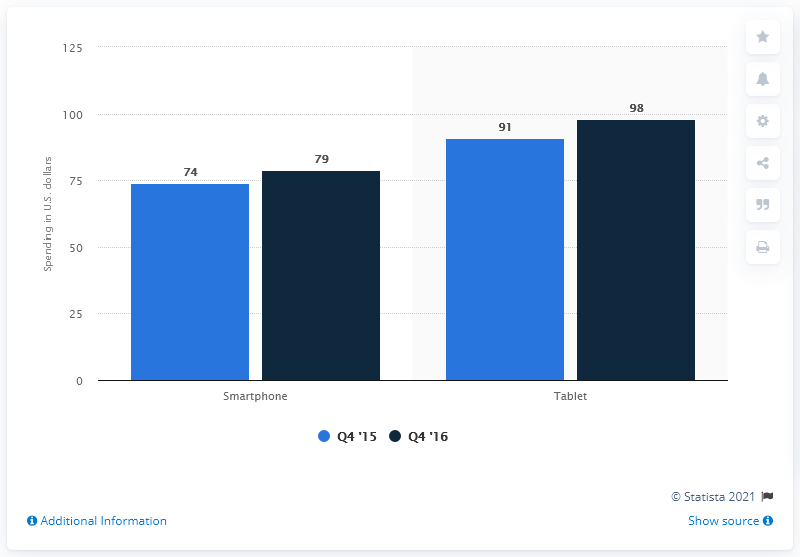 125
100
75
50
25
0
Spending in U.S. dollars
74
79
91
98
Smartphone
Tablet
Q4 '15
Q4 '16
© Statista 2021
Additional Information
Show source